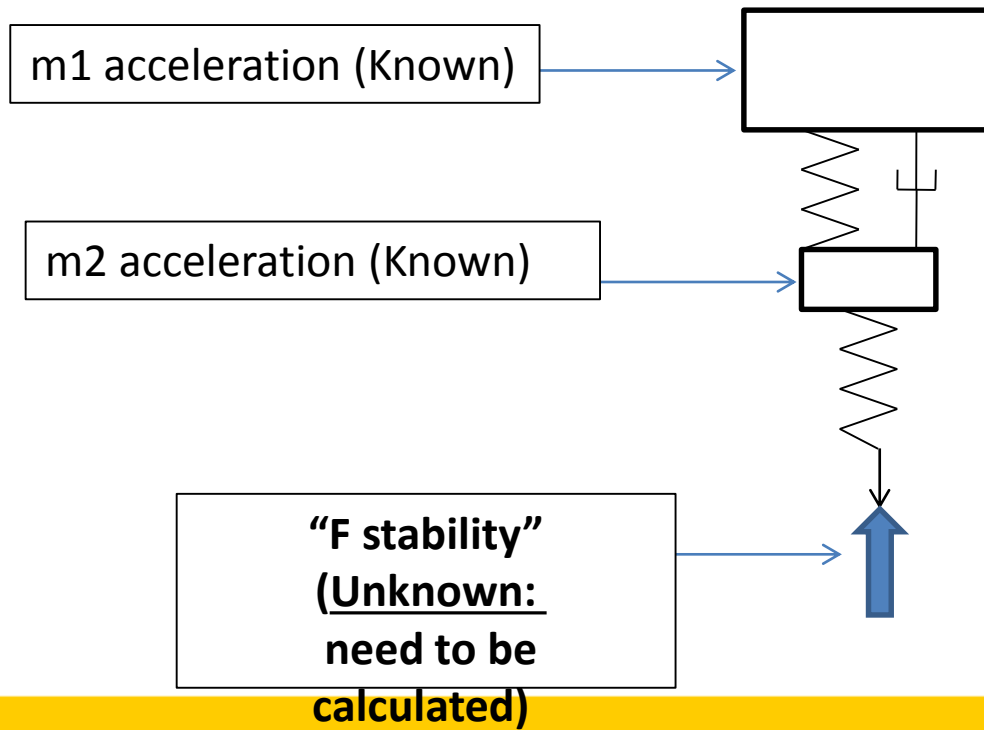 m1 acceleration (Known)
m2 acceleration (Known)
“F stability”
(Unknown:
need to be
calculated)